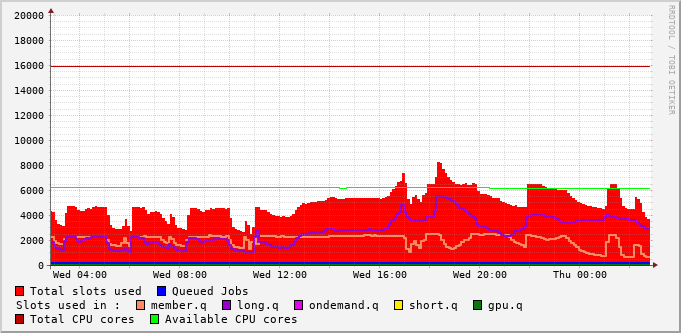 20000
18000
16000
14000
12000
10000
8000
6000
4000
2000
0
Wed 04:00 Wed 08:00 Wed 12:00 Wed 16:00 Wed 20:00 Thu 00:00
RRDTOOL / TOBI OETIKER
Total slots used Queued Jobs
Slots used in : member.q long.q ondemand.q short.q gpu.q
Total CPU cores Available CPU cores